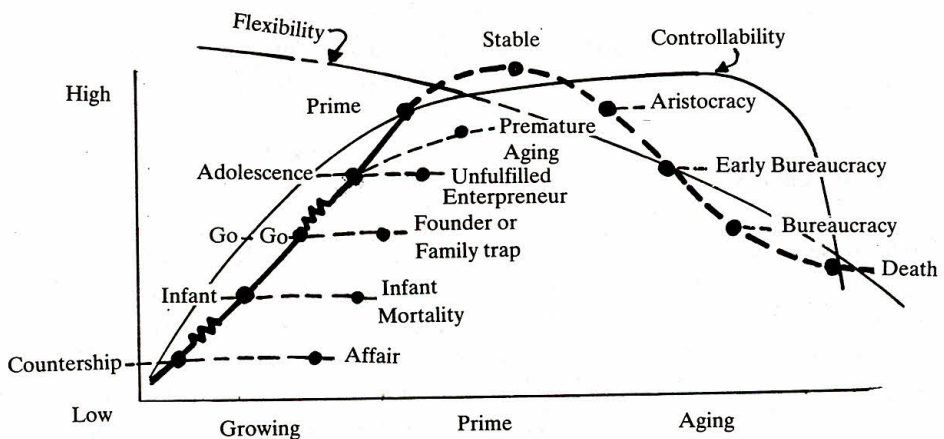 Flexibility
Stable
Controllability
High
Prime
Aristocracy
Premature
Aging
Adolescence
Unfulfilled
Enterpreneur
Early Bureaucracy
Go Go
Founder or
Family trap
Bureaucracy
Death
Infant
Infant
Mortality
Countership
Affair
Low
Growing
Prime
Aging